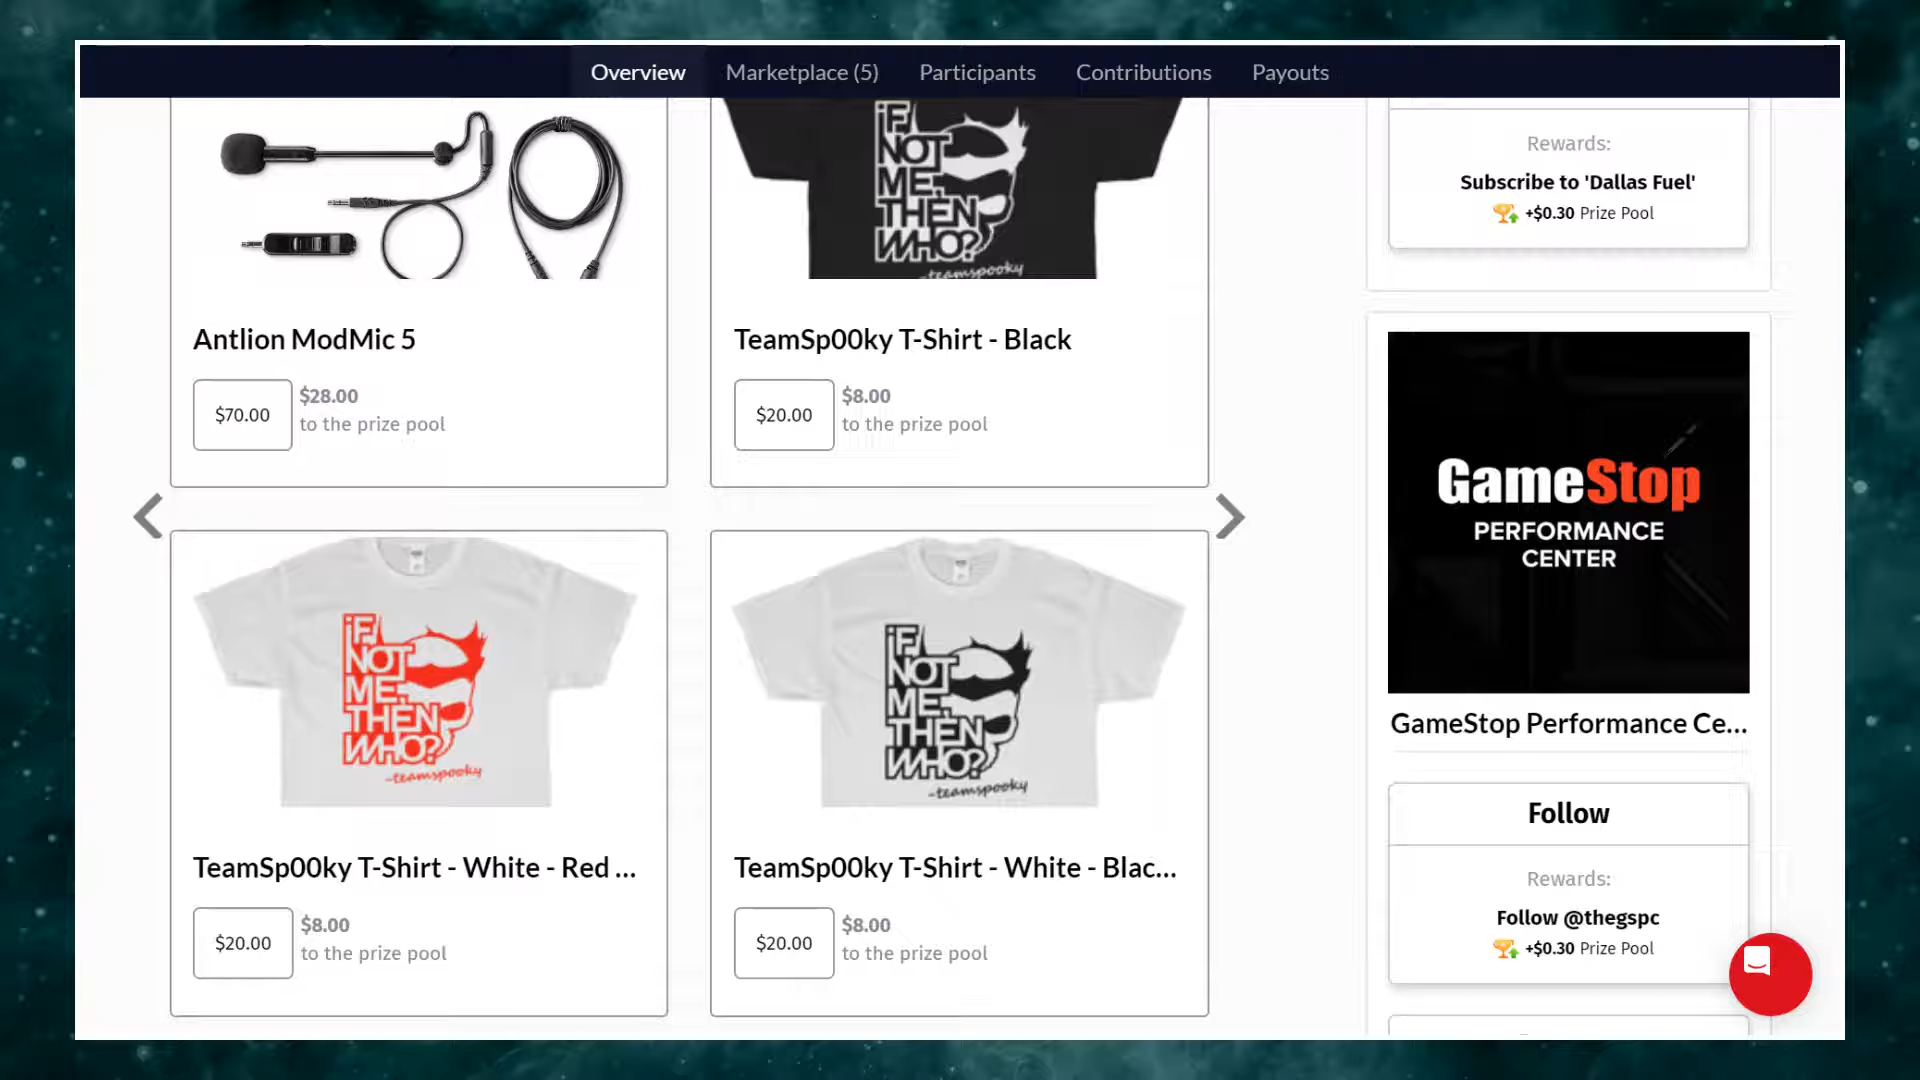 Overview
Marketplace (5)
Participants
Contributions
Payouts
iF
NOT
ME,
THEN
WHO?
-teamspooky
Antlion ModMic 5
$70.00
$28.00
to the prize pool
TeamSp00ky T-Shirt - Black
$20.00
$8.00
to the prize pool
iF
NOT
ME,
THEN
WHO?
-teamspooky
iF
NOT
ME,
THEN
WHO?
-teamspooky
TeamSp00ky T-Shirt - White - Red ...
$20.00
$8.00
to the prize pool
TeamSp00ky T-Shirt - White - Blac...
$20.00
$8.00
to the prize pool
Rewards:
Subscribe to 'Dallas Fuel'
+$0.30 Prize Pool
GameStop
PERFORMANCE
CENTER
GameStop Performance Ce...
Follow
Rewards:
Follow @thegspc
+$0.30 Prize Pool